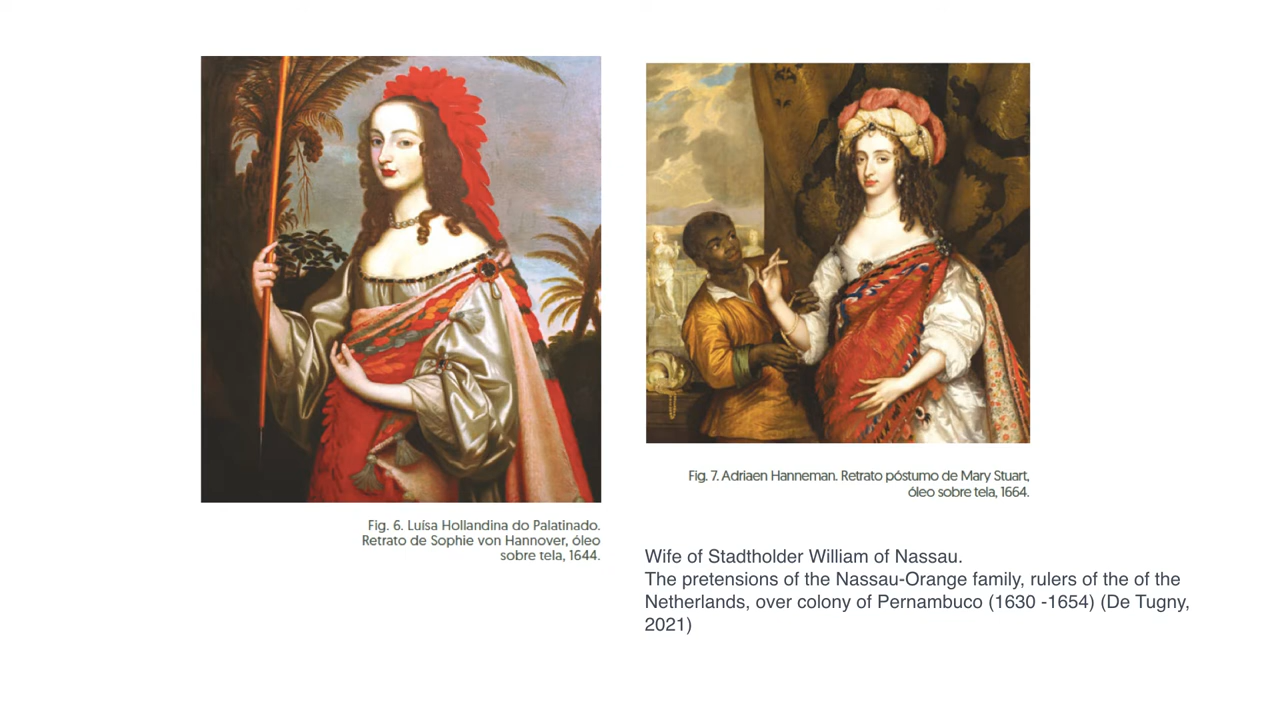 Fig. 6. Luísa Hollandina do Palatinado.
Retrato de Sophie von Hannover, óleo
sobre tela, 1644.
Fig. 7. Adriaen Hanneman. Retrato póstumo de Mary Stuart,
óleo sobre tela, 1664.
Wife of Stadtholder William of Nassau.
The pretensions of the Nassau-Orange family, rulers of the of the
Netherlands, over colony of Pernambuco (1630 -1654) (De Tugny,
2021)